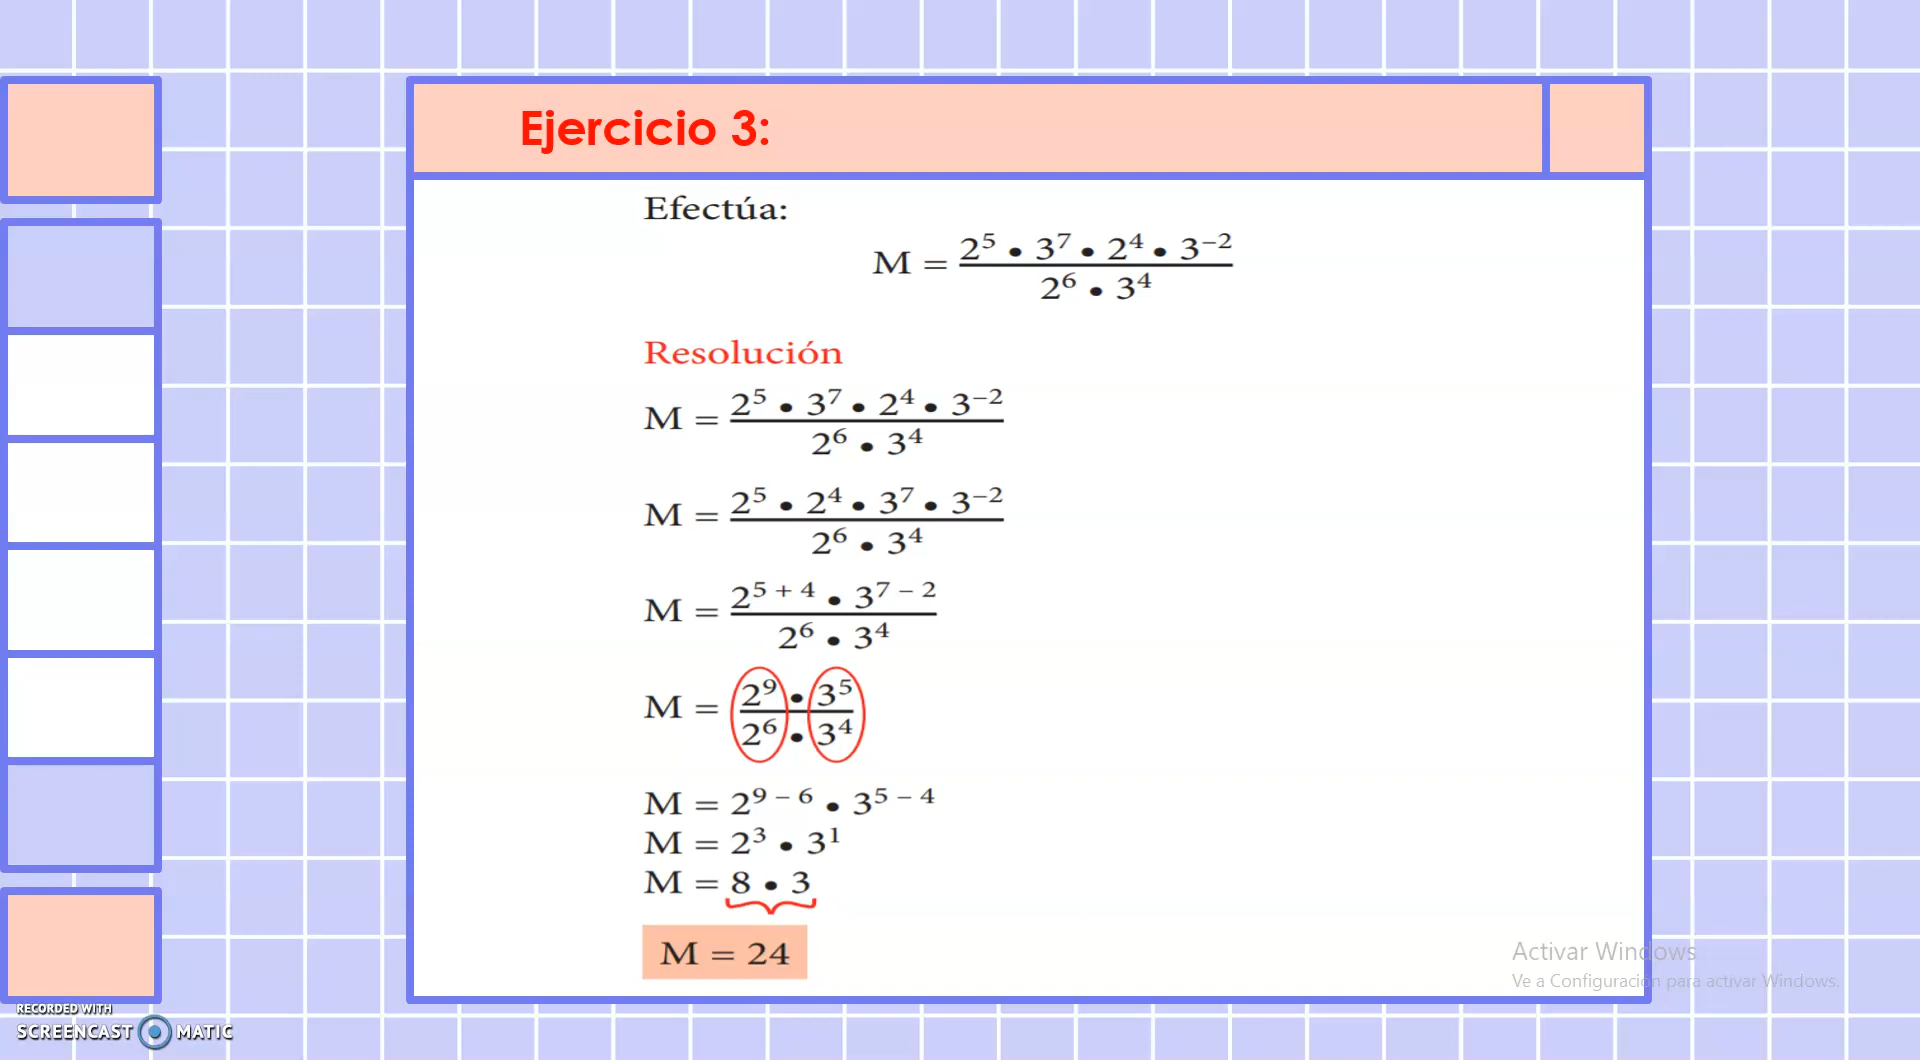 Ejercicio 3:
Efectúa:
M = (2⁵ • 3⁷ • 2⁴ • 3⁻²) / (2⁶ • 3⁴)
Resolución
M = (2⁵ • 3⁷ • 2⁴ • 3⁻²) / (2⁶ • 3⁴)
M = (2⁵ • 2⁴ • 3⁷ • 3⁻²) / (2⁶ • 3⁴)
M = (2⁵ ⁺ ⁴ • 3⁷ ⁻ ²) / (2⁶ • 3⁴)
M = (2⁹ • 3⁵) / (2⁶ • 3⁴)
M = 2⁹ ⁻ ⁶ • 3⁵ ⁻ ⁴
M = 2³ • 3¹
M = 8 • 3
M = 24
Activar Windows
Ve a Configuración para activar Windows.
RECORDED WITH
SCREENCAST MATIC